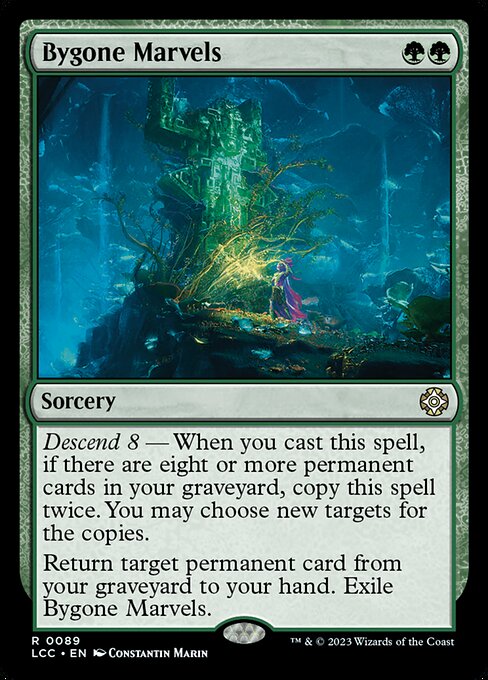 Bygone Marvels
Sorcery
Descend 8 — When you cast this spell,
if there are eight or more permanent
cards in your graveyard, copy this spell
twice. You may choose new targets for
the copies.
Return target permanent card from
your graveyard to your hand. Exile
Bygone Marvels.
R 0089
LCC • EN Constantin Marin
™ & © 2023 Wizards of the Coast